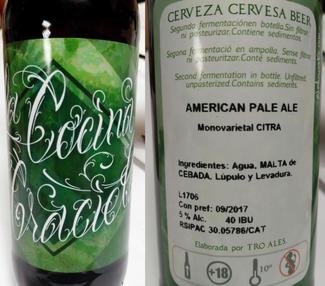 a Cocina
Gracio
CERVEZA CERVESA BEER
Segunda fermentación en botella. Sin filtrar
ni pasteurizar. Contiene sedimentos.
Segona fermentació en ampolla. Sense filtrar
ni pasteuritzar. Conté sediments.
Second fermentation in bottle. Unfiltered,
unpasterized. Contains sediments.
AMERICAN PALE ALE
Monovarietal CITRA
Ingredientes: Agua, MALTA de
CEBADA. Lúpulo y Levadura.
L1706
Con pref: 09/2017
5 % Alc. 40 IBU
RSIPAC 30.05786/CAT
Elaborada por TRO ALES.
+18
10º